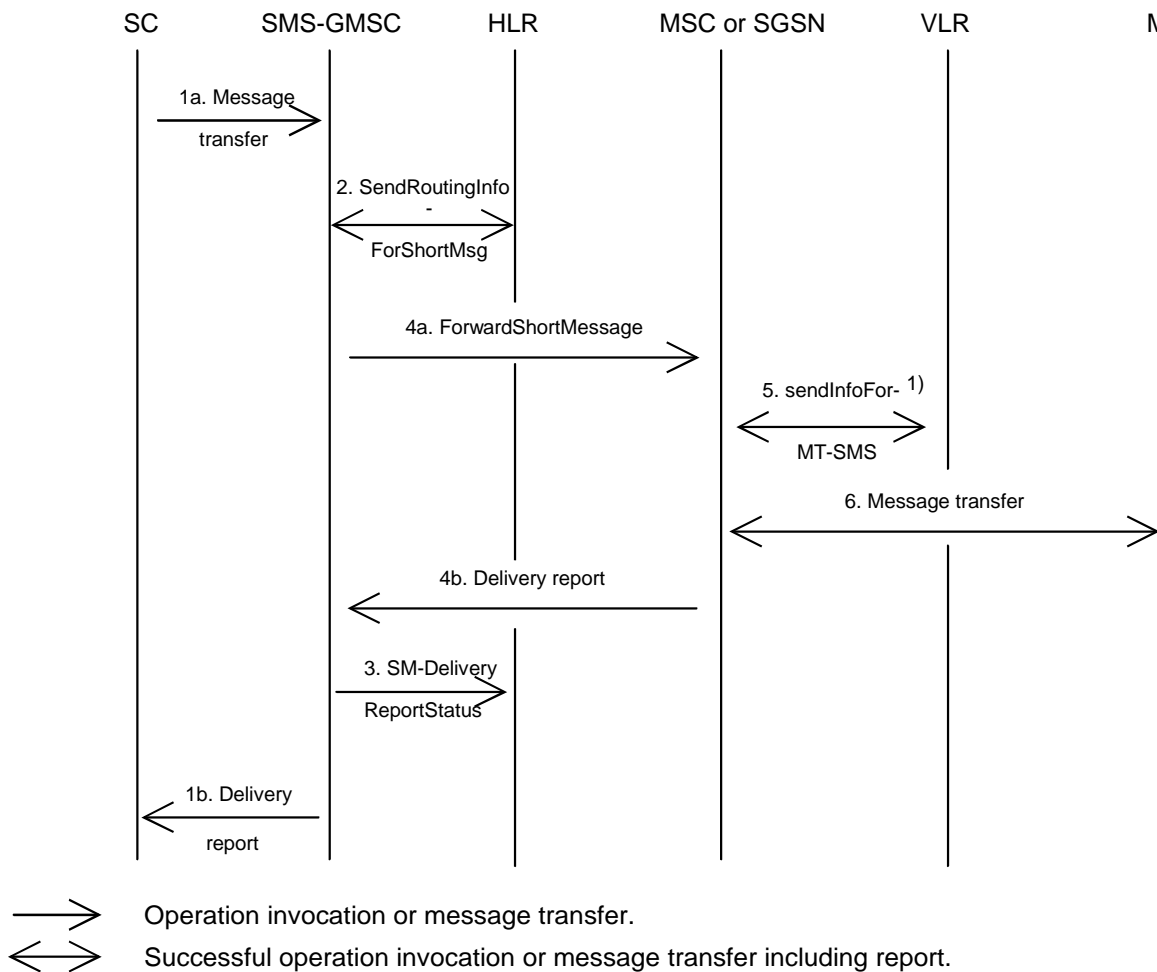 SC SMS-GMSC HLR MSC or SGSN VLR M
1a. Message
transfer
2. SendRoutingInfo
-
ForShortMsg
4a. ForwardShortMessage
5. sendInfoFor- 1)
MT-SMS
6. Message transfer
4b. Delivery report
3. SM-Delivery
ReportStatus
1b. Delivery
report
Operation invocation or message transfer.
Successful operation invocation or message transfer including report.